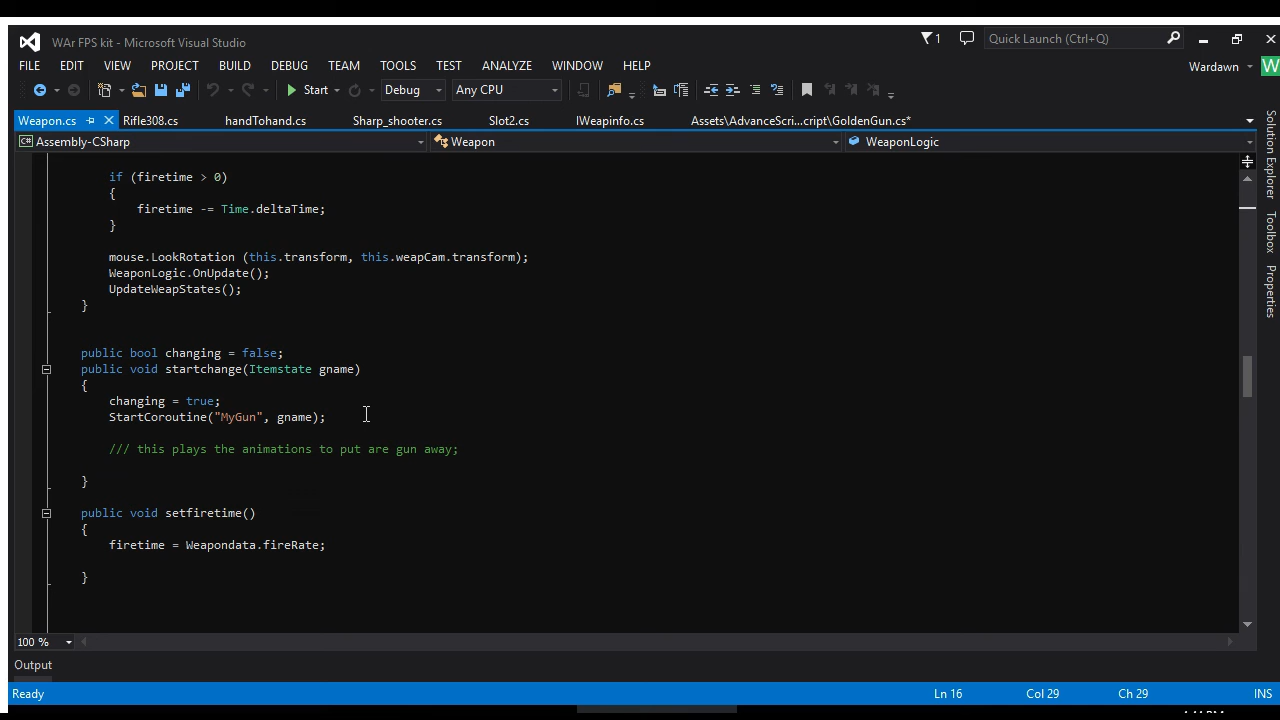 WAr FPS kit - Microsoft Visual Studio
1
Quick Launch (Ctrl+Q)
FILE EDIT VIEW PROJECT BUILD DEBUG TEAM TOOLS TEST ANALYZE WINDOW HELP
Wardawn W
Start Debug Any CPU
Weapon.cs Rifle308.cs handTohand.cs Sharp_shooter.cs Slot2.cs IWeapinfo.cs Assets\AdvanceScri...cript\GoldenGun.cs*
Assembly-CSharp Weapon WeaponLogic
if (firetime > 0)
{
firetime -= Time.deltaTime;
}
mouse.LookRotation (this.transform, this.weapCam.transform);
WeaponLogic.OnUpdate();
UpdateWeapStates();
}
public bool changing = false;
public void startchange(Itemstate gname)
{
changing = true;
StartCoroutine("MyGun", gname);
/// this plays the animations to put are gun away;
}
public void setfiretime()
{
firetime = Weapondata.fireRate;
}
Solution Explorer
Toolbox
Properties
100 %
Output
Ready Ln 16 Col 29 Ch 29 INS